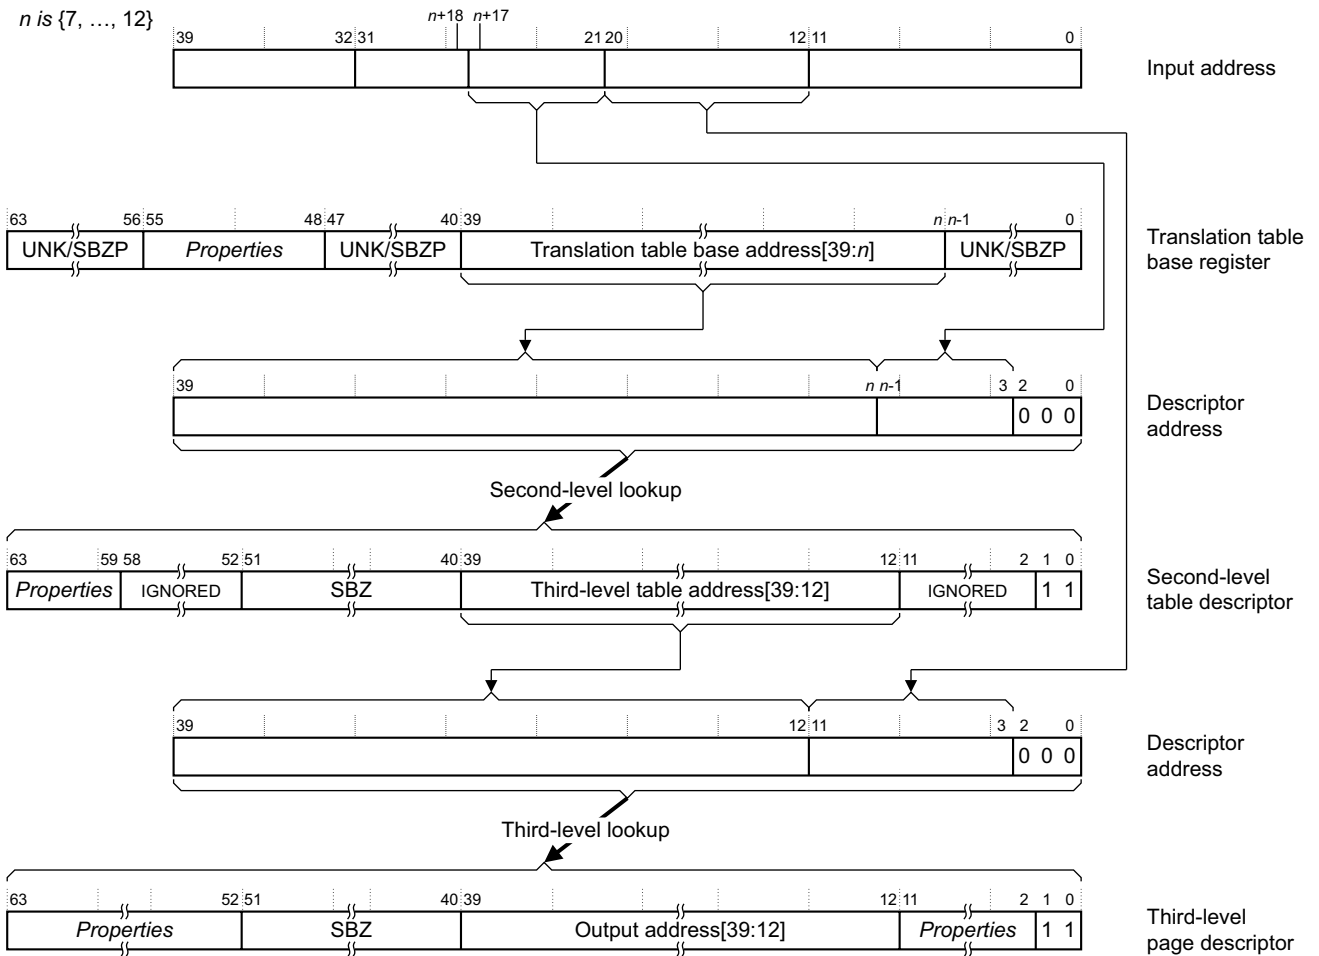 n is {7, …, 12}
n+18 n+17
39 32 31 21 20 12 11 0
Input address
63 56 55 48 47 40 39 n n-1 0
UNK/SBZP Properties UNK/SBZP Translation table base address[39:n] UNK/SBZP
Translation table
base register
39 n n-1 3 2 0
0 0 0
Descriptor
address
Second-level lookup
63 59 58 52 51 40 39 12 11 2 1 0
Properties IGNORED SBZ Third-level table address[39:12] IGNORED 1 1
Second-level
table descriptor
39 12 11 3 2 0
0 0 0
Descriptor
address
Third-level lookup
63 52 51 40 39 12 11 2 1 0
Properties SBZ Output address[39:12] Properties 1 1
Third-level
page descriptor